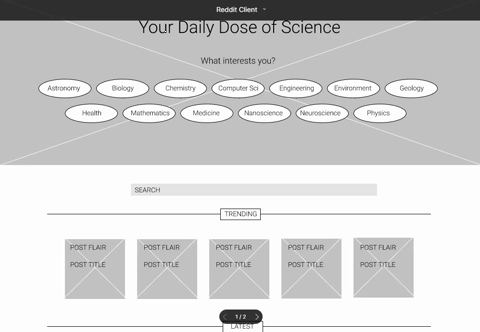 Reddit Client
Your Daily Dose of Science
What interests you?
Astronomy Biology Chemistry Computer Sci Engineering Environment Geology
Health Mathematics Medicine Nanoscience Neuroscience Physics
SEARCH
TRENDING
POST FLAIR POST FLAIR POST FLAIR POST FLAIR POST FLAIR
POST TITLE POST TITLE POST TITLE POST TITLE POST TITLE
1 / 2
LATEST